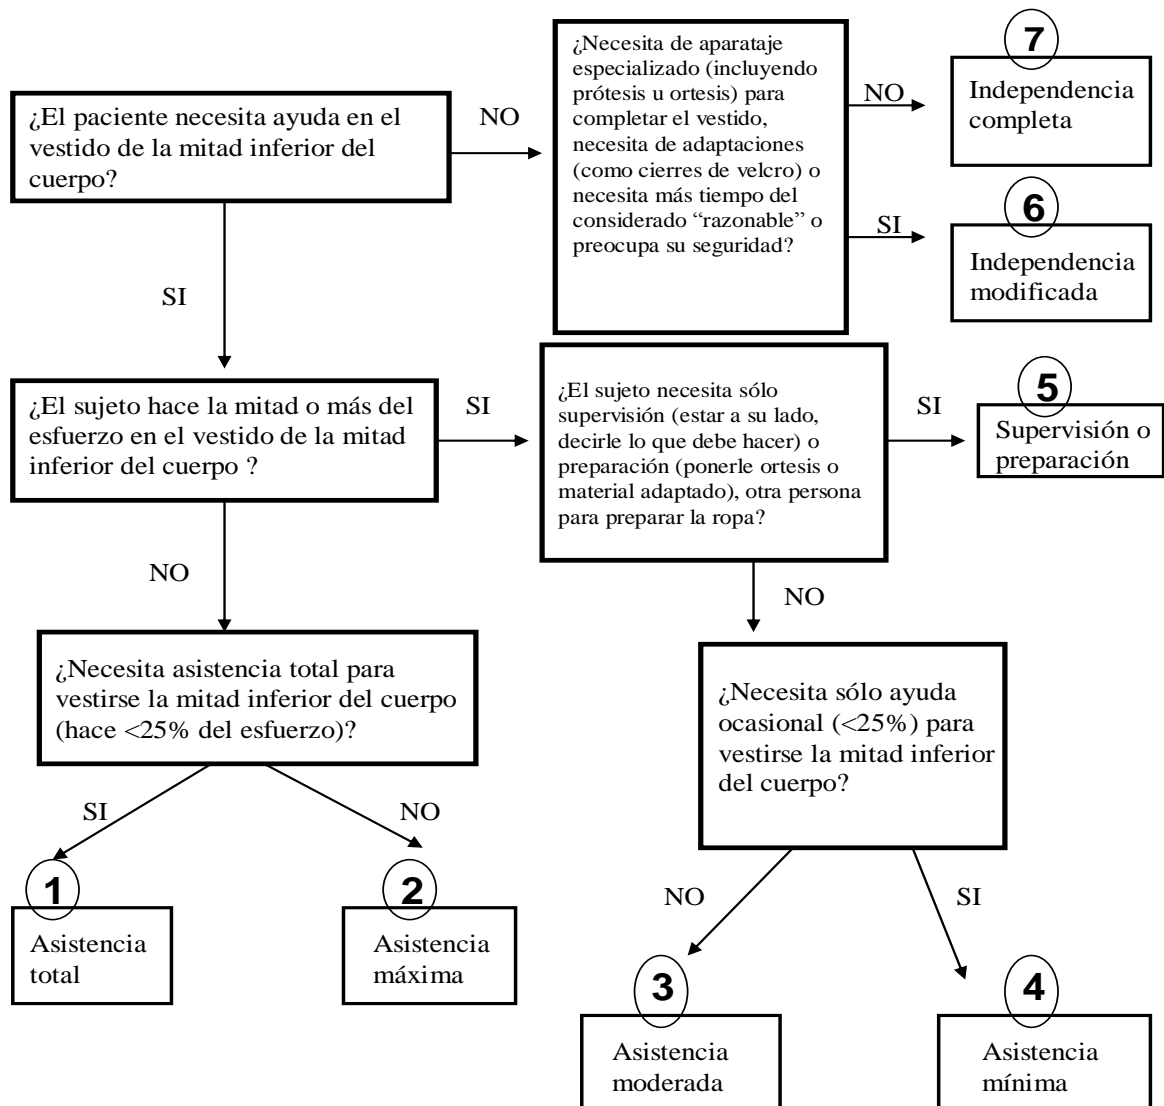 ¿El paciente necesita ayuda en el
vestido de la mitad inferior del
cuerpo?
NO
¿Necesita de aparataje
especializado (incluyendo
prótesis u ortesis) para
completar el vestido,
necesita de adaptaciones
(como cierres de velcro) o
necesita más tiempo del
considerado “razonable” o
preocupa su seguridad?
NO
7
Independencia
completa
SI
6
Independencia
modificada
SI
¿El sujeto hace la mitad o más del
esfuerzo en el vestido de la mitad
inferior del cuerpo ?
SI
¿El sujeto necesita sólo
supervisión (estar a su lado,
decirle lo que debe hacer) o
preparación (ponerle ortesis o
material adaptado), otra persona
para preparar la ropa?
SI
5
Supervisión o
preparación
NO
NO
¿Necesita asistencia total para
vestirse la mitad inferior del cuerpo
(hace <25% del esfuerzo)?
¿Necesita sólo ayuda
ocasional (<25%) para
vestirse la mitad inferior
del cuerpo?
SI
NO
1
Asistencia
total
2
Asistencia
máxima
NO
SI
3
Asistencia
moderada
4
Asistencia
mínima